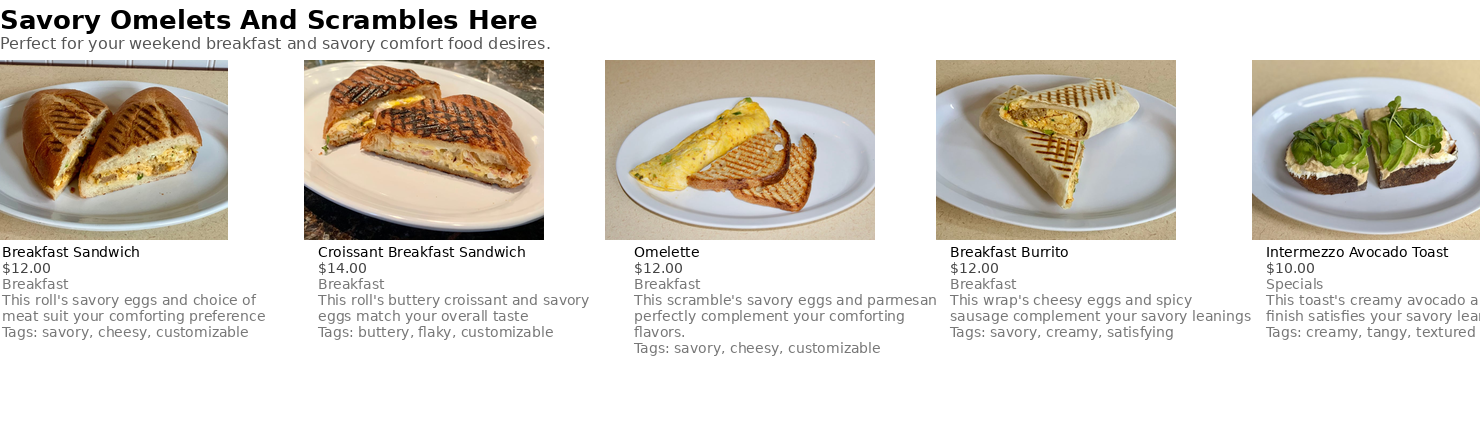 Savory Omelets And Scrambles Here
Perfect for your weekend breakfast and savory comfort food desires.
Breakfast Sandwich
$12.00
Breakfast
This roll's savory eggs and choice of
meat suit your comforting preference
Tags: savory, cheesy, customizable
Croissant Breakfast Sandwich
$14.00
Breakfast
This roll's buttery croissant and savory
eggs match your overall taste
Tags: buttery, flaky, customizable
Omelette
$12.00
Breakfast
This scramble's savory eggs and parmesan
perfectly complement your comforting
flavors.
Tags: savory, cheesy, customizable
Breakfast Burrito
$12.00
Breakfast
This wrap's cheesy eggs and spicy
sausage complement your savory leanings
Tags: savory, creamy, satisfying
Intermezzo Avocado Toast
$10.00
Specials
This toast's creamy avocado
finish satisfies your savory
Tags: creamy, tangy, textured